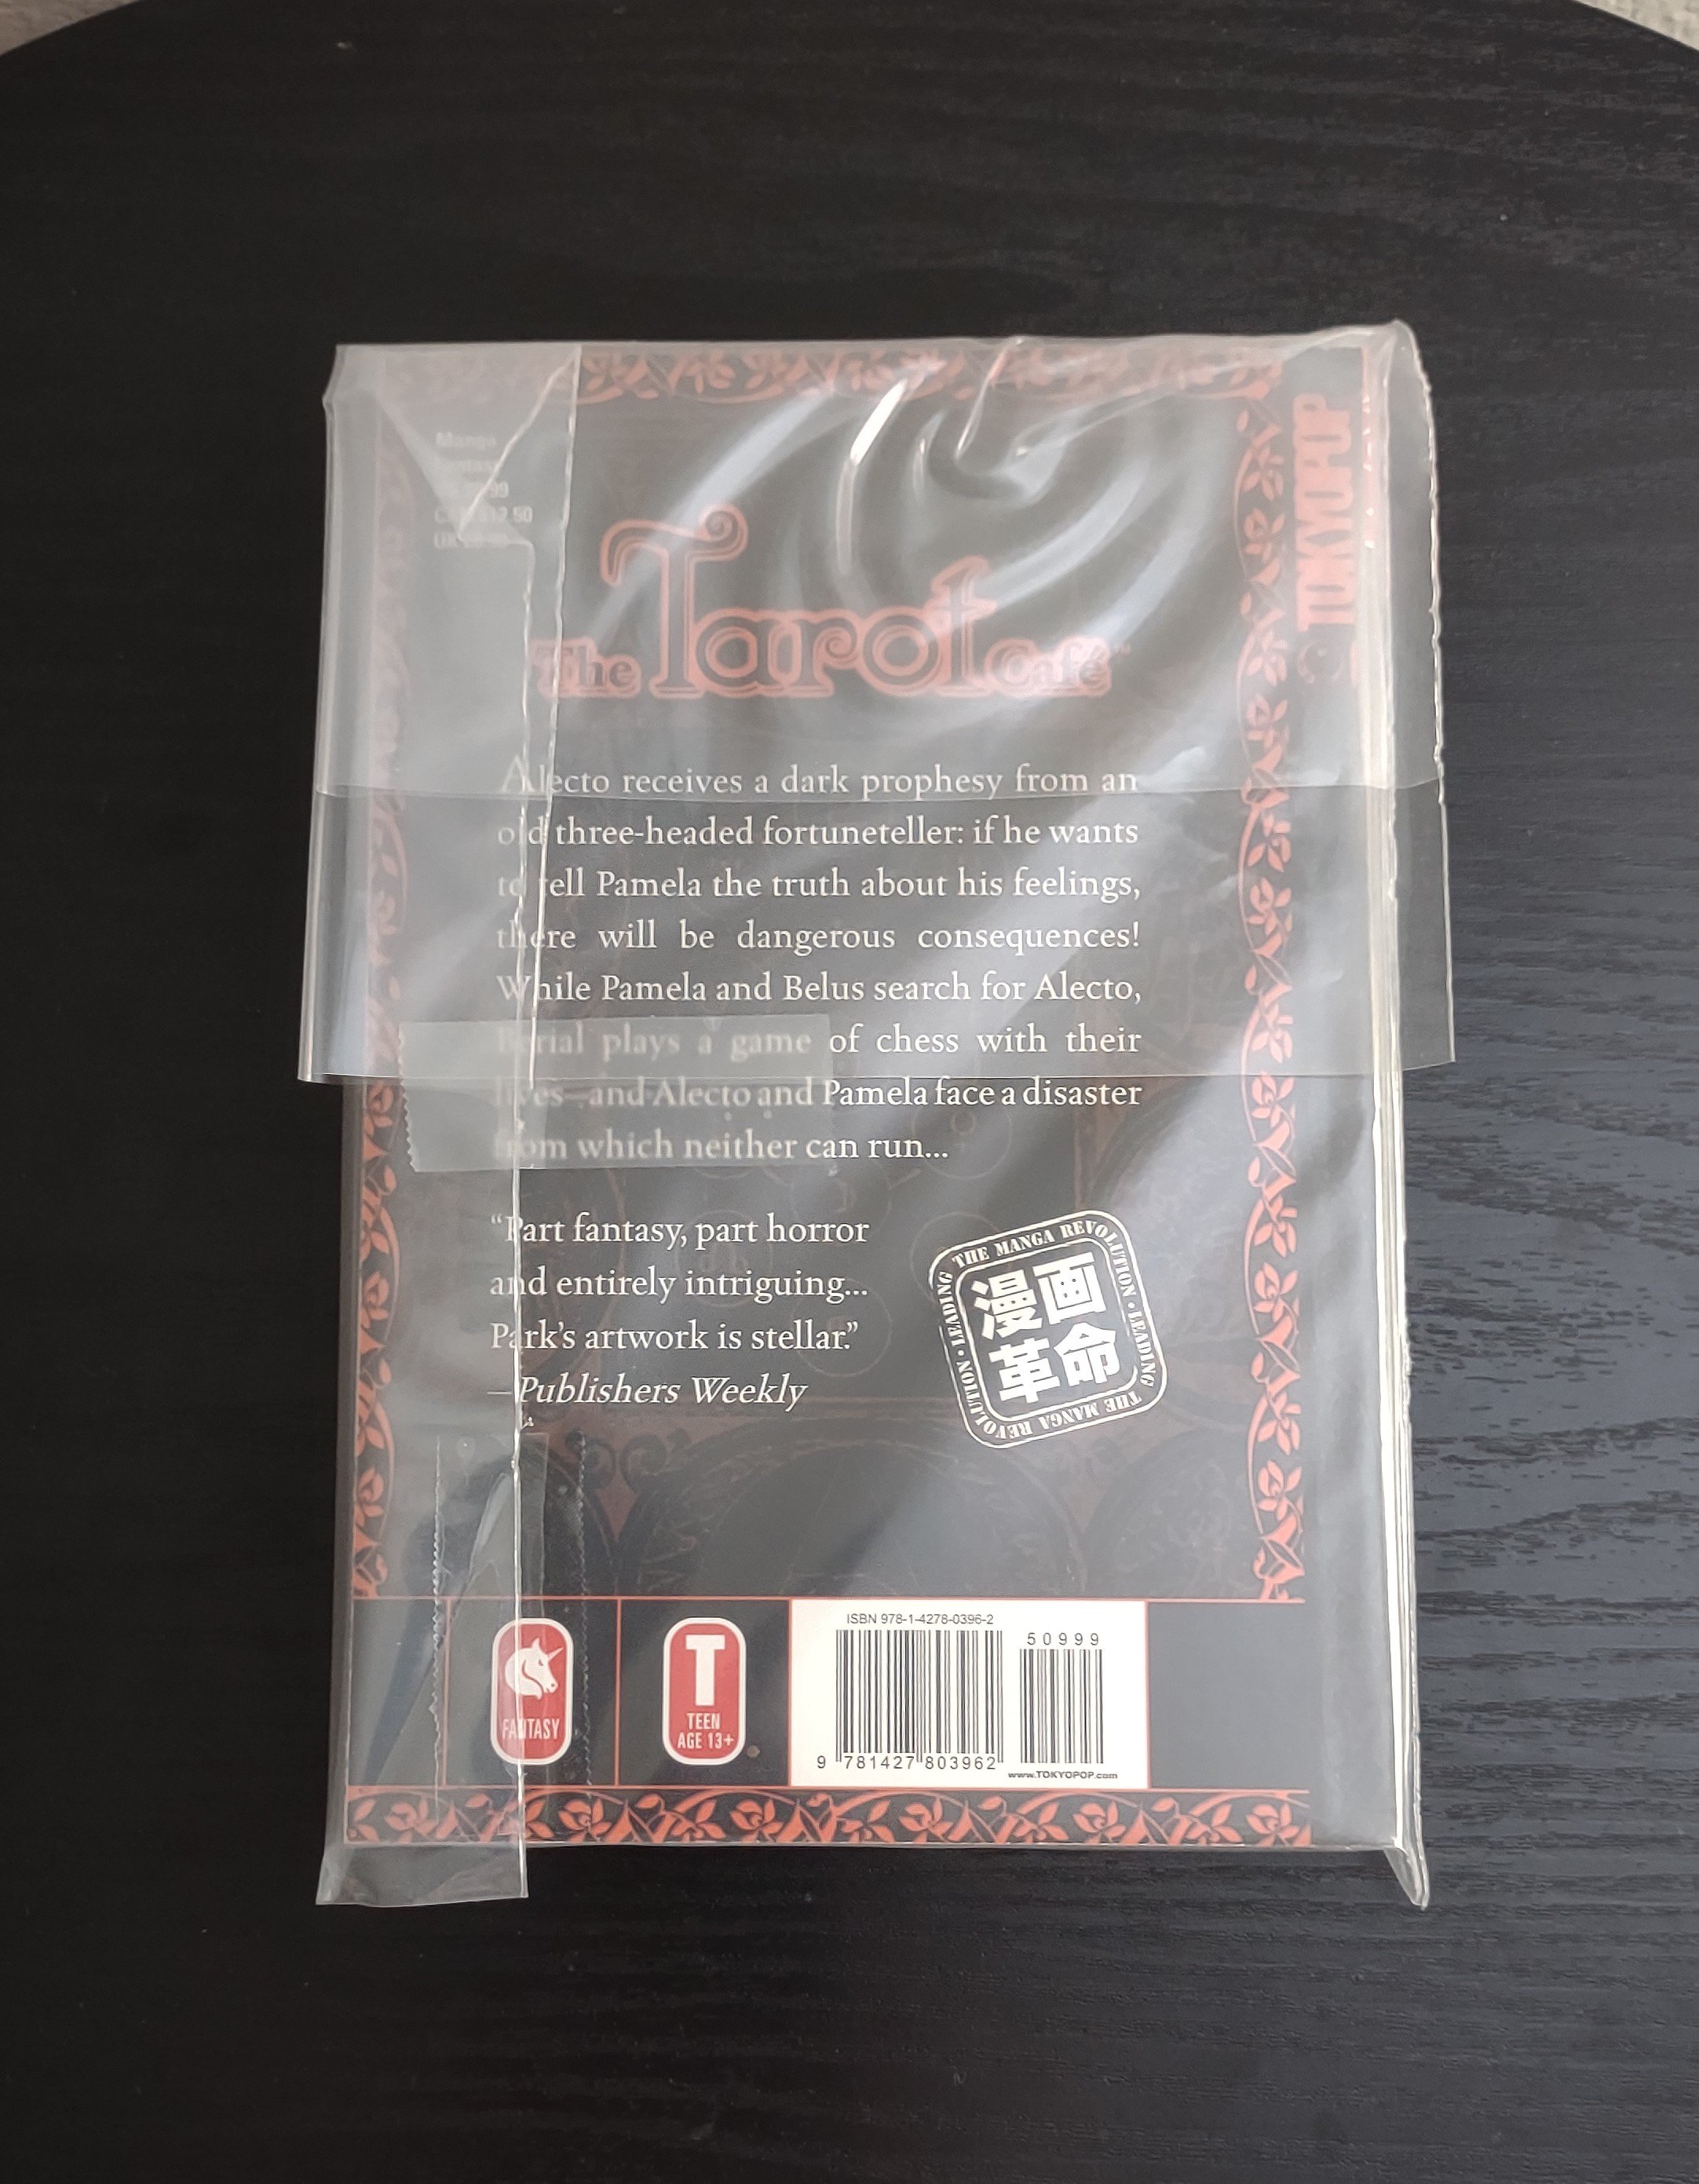 Manga
TOKYOPOP
The Tarot Café™
Alecto receives a dark prophesy from an
old three-headed fortuneteller: if he wants
to tell Pamela the truth about his feelings,
there will be dangerous consequences!
While Pamela and Belus search for Alecto,
Berial plays a game of chess with their
lives—and Alecto and Pamela face a disaster
from which neither can run...
“Part fantasy, part horror
and entirely intriguing...
Park’s artwork is stellar.”
—Publishers Weekly
LEADING THE MANGA REVOLUTION • LEADING THE MANGA REVOLUTION •
漫画
革命
FANTASY
T
TEEN
AGE 13+
ISBN 978-1-4278-0396-2
50999
9 781427 803962
www.TOKYOPOP.com